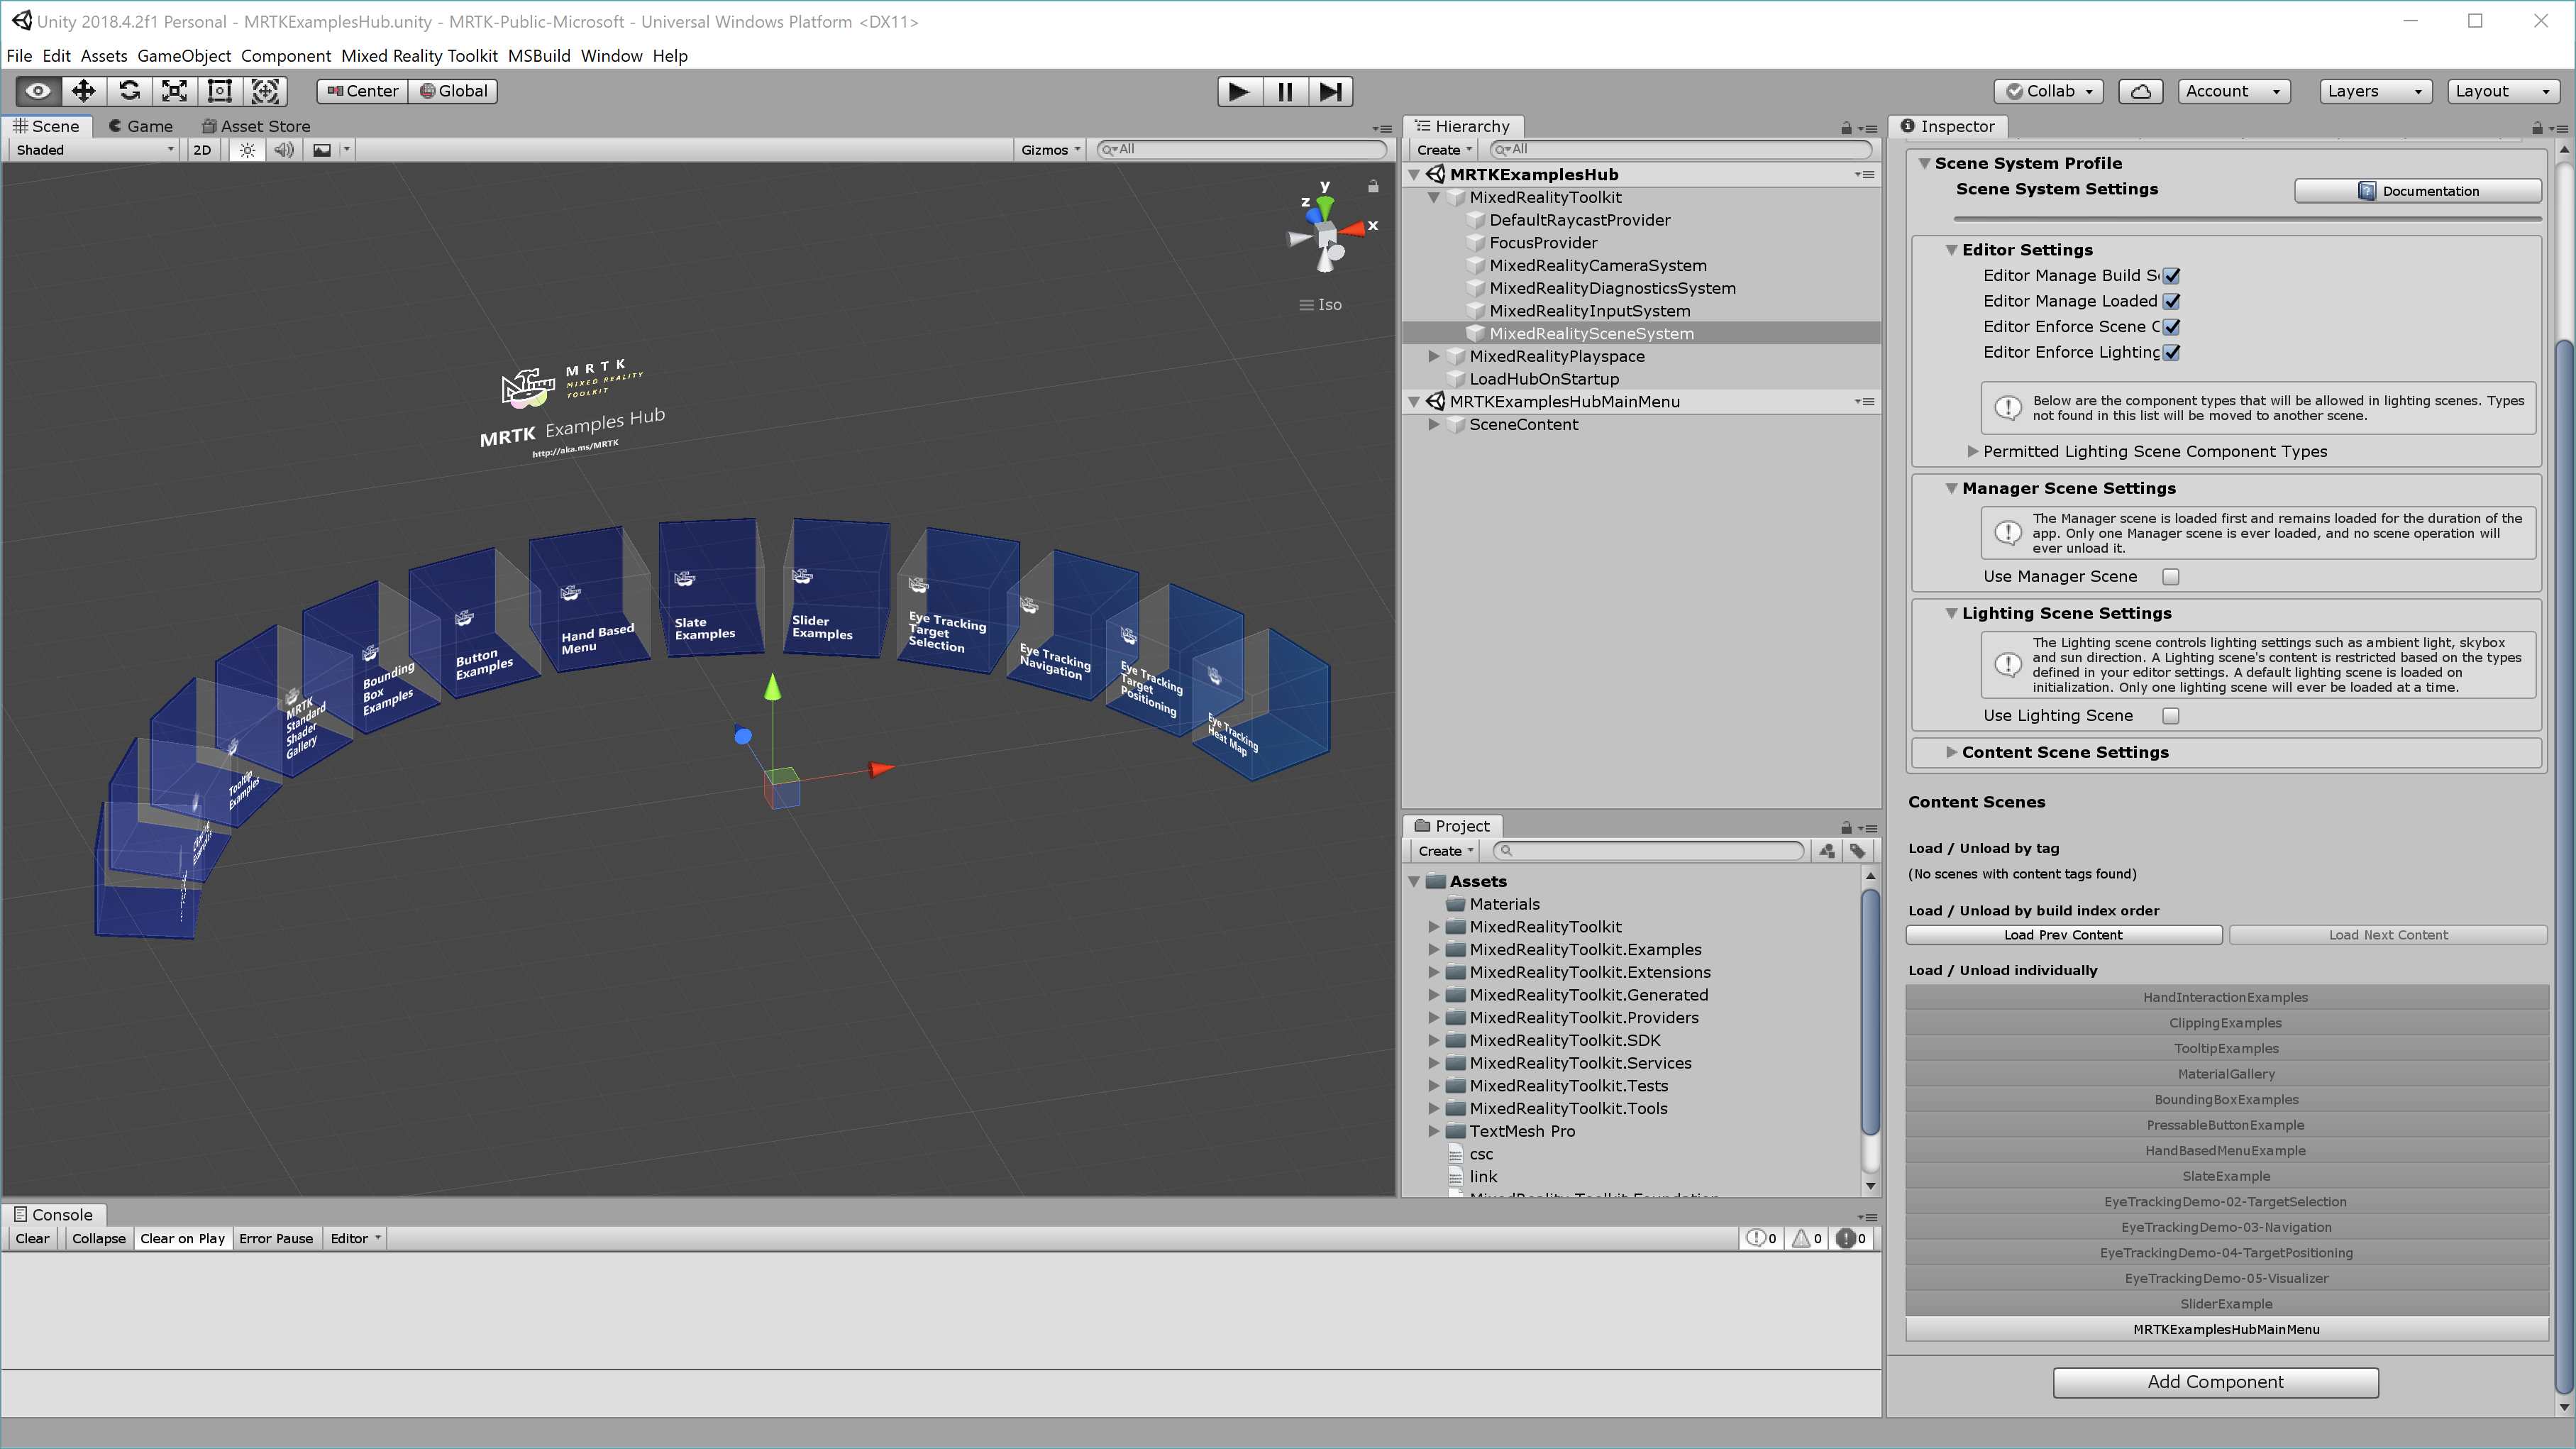 Unity 2018.4.2f1 Personal - MRTKExamplesHub.unity - MRTK-Public-Microsoft - Universal Windows Platform <DX11>
File Edit Assets GameObject Component Mixed Reality Toolkit MSBuild Window Help
Center Global
Collab Account Layers Layout
Scene Game Asset Store
Shaded 2D Gizmos All
y
z
x
Iso
MRTK
MIXED REALITY
TOOLKIT
MRTK Examples Hub
http://aka.ms/MRTK
Tooltip
Examples
MRTK
Standard
Shader
Gallery
Bounding
Box
Examples
Button
Examples
Hand Based
Menu
Slate
Examples
Slider
Examples
Eye Tracking
Target
Selection
Eye Tracking
Navigation
Eye Tracking
Target
Positioning
Eye Tracking
Heat Map
Hierarchy
Create All
MRTKExamplesHub
MixedRealityToolkit
DefaultRaycastProvider
FocusProvider
MixedRealityCameraSystem
MixedRealityDiagnosticsSystem
MixedRealityInputSystem
MixedRealitySceneSystem
MixedRealityPlayspace
LoadHubOnStartup
MRTKExamplesHubMainMenu
SceneContent
Project
Create
Assets
Materials
MixedRealityToolkit
MixedRealityToolkit.Examples
MixedRealityToolkit.Extensions
MixedRealityToolkit.Generated
MixedRealityToolkit.Providers
MixedRealityToolkit.SDK
MixedRealityToolkit.Services
MixedRealityToolkit.Tests
MixedRealityToolkit.Tools
TextMesh Pro
csc
link
Console
Clear Collapse Clear on Play Error Pause Editor 0 0 0
Inspector
Scene System Profile
Scene System Settings Documentation
Editor Settings
Editor Manage Build S
Editor Manage Loaded
Editor Enforce Scene C
Editor Enforce Lighting
Below are the component types that will be allowed in lighting scenes. Types
not found in this list will be moved to another scene.
Permitted Lighting Scene Component Types
Manager Scene Settings
The Manager scene is loaded first and remains loaded for the duration of the
app. Only one Manager scene is ever loaded, and no scene operation will
ever unload it.
Use Manager Scene
Lighting Scene Settings
The Lighting scene controls lighting settings such as ambient light, skybox
and sun direction. A Lighting scene's content is restricted based on the types
defined in your editor settings. A default lighting scene is loaded on
initialization. Only one lighting scene will ever be loaded at a time.
Use Lighting Scene
Content Scene Settings
Content Scenes
Load / Unload by tag
(No scenes with content tags found)
Load / Unload by build index order
Load Prev Content Load Next Content
Load / Unload individually
HandInteractionExamples
ClippingExamples
TooltipExamples
MaterialGallery
BoundingBoxExamples
PressableButtonExample
HandBasedMenuExample
SlateExample
EyeTrackingDemo-02-TargetSelection
EyeTrackingDemo-03-Navigation
EyeTrackingDemo-04-TargetPositioning
EyeTrackingDemo-05-Visualizer
SliderExample
MRTKExamplesHubMainMenu
Add Component